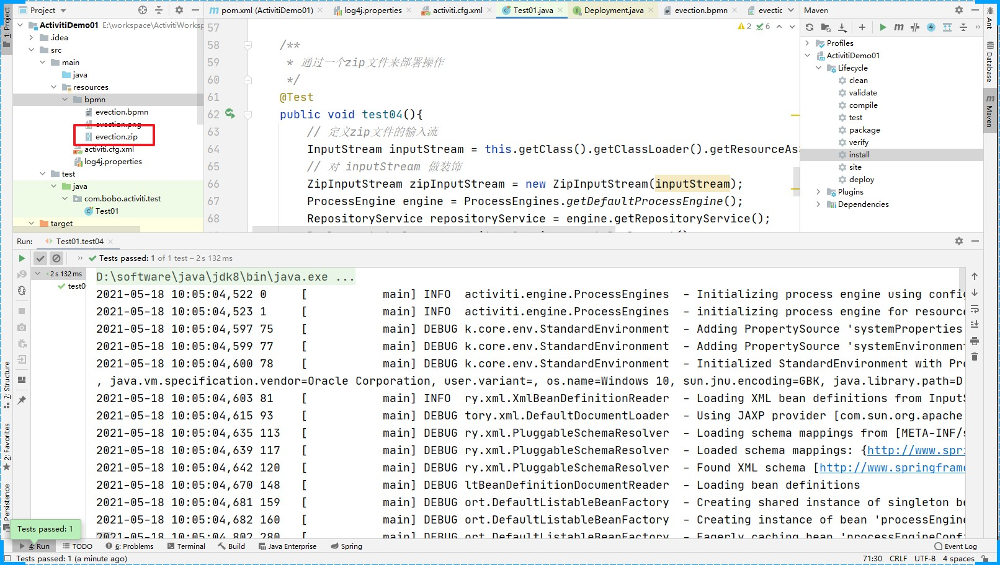 Project
pom.xml (ActivitiDemo01)
log4j.properties
activiti.cfg.xml
Test01.java
Deployment.java
evection.bpmn
evectic
Maven
1: Project
ActivitiDemo01 E:\workspace\ActivitiWorksp
.idea
src
main
java
resources
bpmn
evection.bpmn
evection.png
evection.zip
activiti.cfg.xml
log4j.properties
test
java
com.bobo.activiti.test
Test01
target
57
58 /**
59 * 通过一个zip文件来部署操作
60 */
61 @Test
62 public void test04(){
63 // 定义zip文件的输入流
64 InputStream inputStream = this.getClass().getClassLoader().getResourceAs
65 // 对 inputStream 做装饰
66 ZipInputStream zipInputStream = new ZipInputStream(inputStream);
67 ProcessEngine engine = ProcessEngines.getDefaultProcessEngine();
68 RepositoryService repositoryService = engine.getRepositoryService();
2 6
Profiles
ActivitiDemo01
Lifecycle
clean
validate
compile
test
package
verify
install
site
deploy
Plugins
Dependencies
Ant
Database
Maven
Run: Test01.test04
Tests passed: 1 of 1 test – 2 s 132 ms
2 s 132 ms
test0
D:\software\java\jdk8\bin\java.exe ...
2021-05-18 10:05:04,522 0 [ main] INFO activiti.engine.ProcessEngines - Initializing process engine using config
2021-05-18 10:05:04,523 1 [ main] INFO activiti.engine.ProcessEngines - initializing process engine for resource
2021-05-18 10:05:04,597 75 [ main] DEBUG k.core.env.StandardEnvironment - Adding PropertySource 'systemProperties
2021-05-18 10:05:04,599 77 [ main] DEBUG k.core.env.StandardEnvironment - Adding PropertySource 'systemEnvironment
2021-05-18 10:05:04,600 78 [ main] DEBUG k.core.env.StandardEnvironment - Initialized StandardEnvironment with Pro
, java.vm.specification.vendor=Oracle Corporation, user.variant=, os.name=Windows 10, sun.jnu.encoding=GBK, java.library.path=D
2021-05-18 10:05:04,603 81 [ main] INFO ry.xml.XmlBeanDefinitionReader - Loading XML bean definitions from InputS
2021-05-18 10:05:04,615 93 [ main] DEBUG tory.xml.DefaultDocumentLoader - Using JAXP provider [com.sun.org.apache
2021-05-18 10:05:04,635 113 [ main] DEBUG ry.xml.PluggableSchemaResolver - Loading schema mappings from [META-INF/s
2021-05-18 10:05:04,639 117 [ main] DEBUG ry.xml.PluggableSchemaResolver - Loaded schema mappings: {http://www.spri
2021-05-18 10:05:04,642 120 [ main] DEBUG ry.xml.PluggableSchemaResolver - Found XML schema [http://www.springframe
2021-05-18 10:05:04,670 148 [ main] DEBUG ltBeanDefinitionDocumentReader - Loading bean definitions
2021-05-18 10:05:04,681 159 [ main] DEBUG ort.DefaultListableBeanFactory - Creating shared instance of singleton be
2021-05-18 10:05:04,682 160 [ main] DEBUG ort.DefaultListableBeanFactory - Creating instance of bean 'processEngine
2021-05-18 10:05:04,802 280 [ main] DEBUG ort.DefaultListableBeanFactory - Eagerly caching bean 'processEngineConfi
7: Structure
2: Favorites
Persistence
Tests passed: 1
4: Run
TODO
6: Problems
Terminal
Build
Java Enterprise
Spring
Event Log
Tests passed: 1 (a minute ago)
71:30 CRLF UTF-8 4 spaces